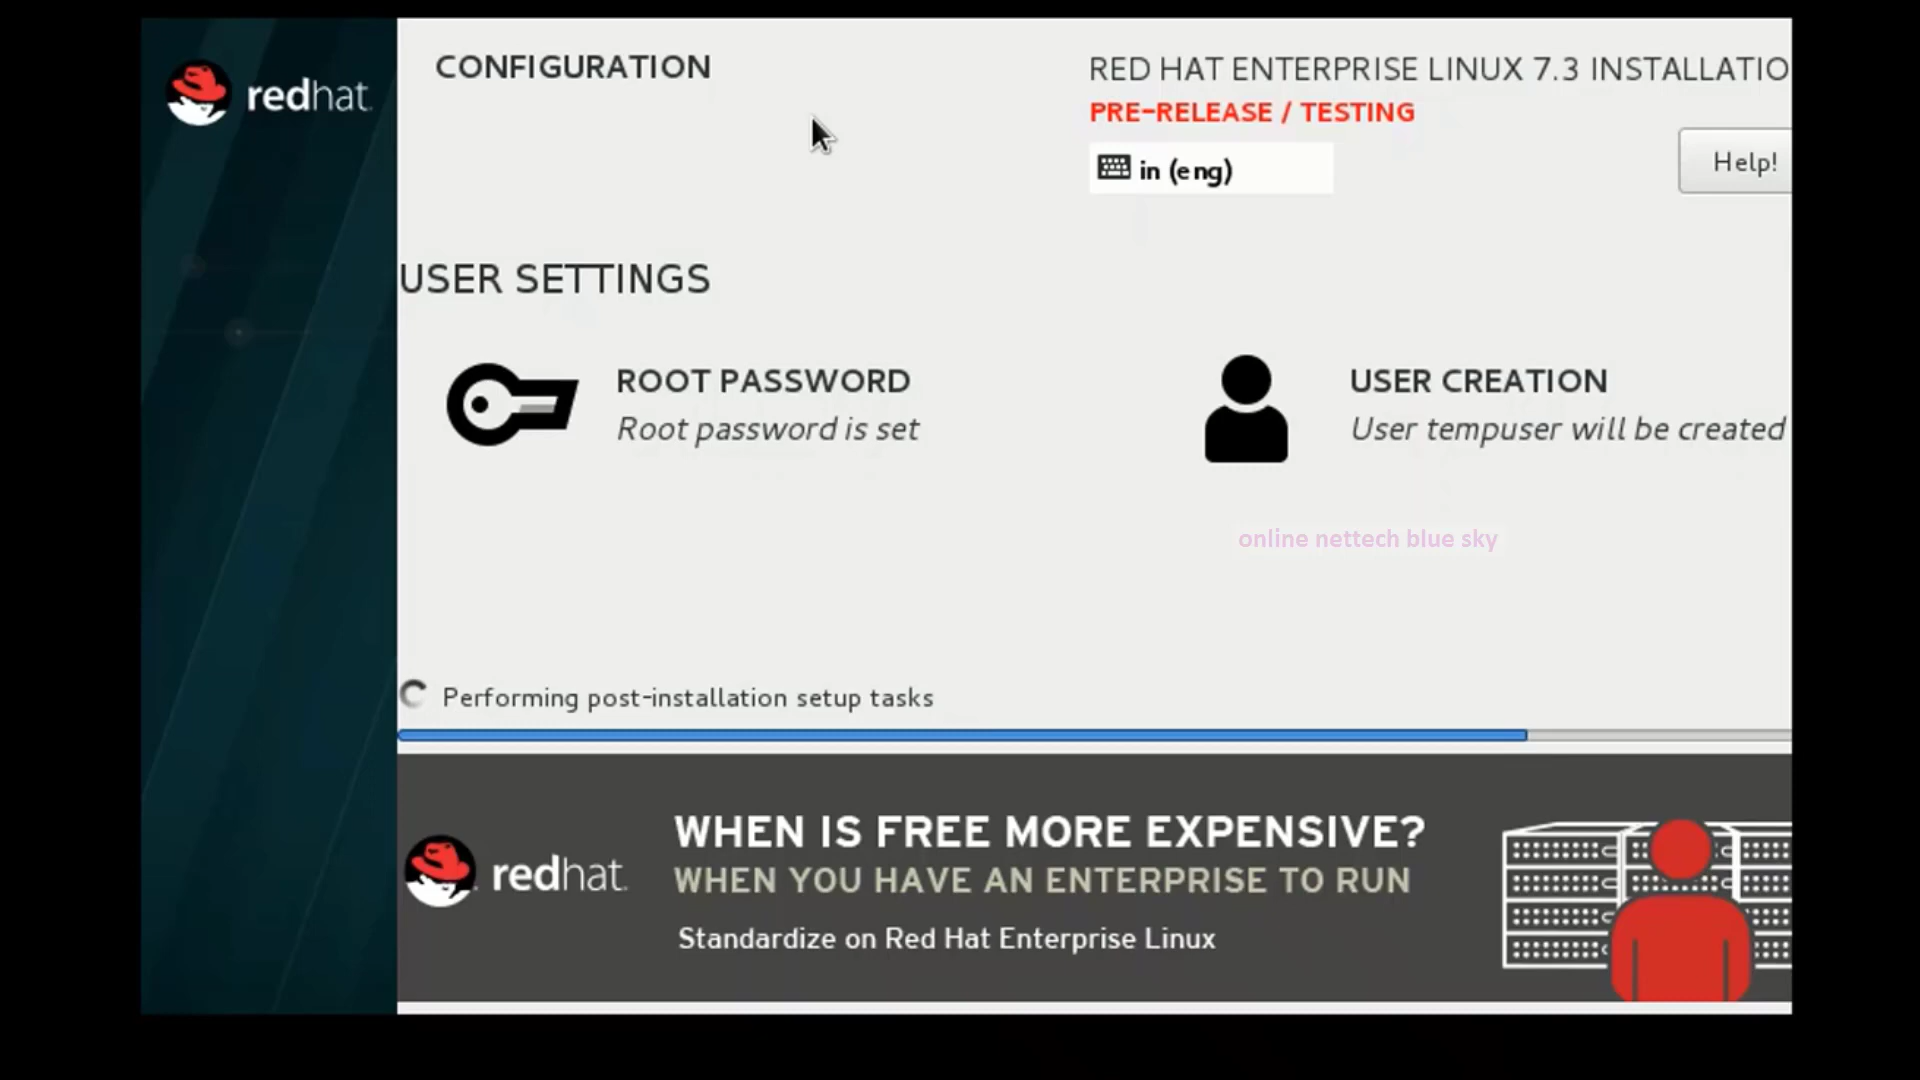 redhat.
CONFIGURATION
RED HAT ENTERPRISE LINUX 7.3 INSTALLATIO
PRE-RELEASE / TESTING
in (eng)
Help!
USER SETTINGS
ROOT PASSWORD
Root password is set
USER CREATION
User tempuser will be created
online nettech blue sky
Performing post-installation setup tasks
redhat.
WHEN IS FREE MORE EXPENSIVE?
WHEN YOU HAVE AN ENTERPRISE TO RUN
Standardize on Red Hat Enterprise Linux